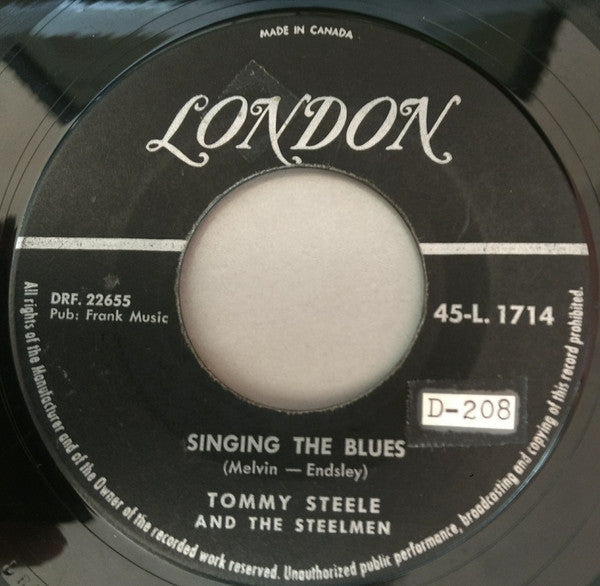 MADE IN CANADA
LONDON
DRF. 22655
Pub: Frank Music
45-L. 1714
D-208
SINGING THE BLUES
(Melvin — Endsley)
TOMMY STEELE
AND THE STEELMEN
All rights of the Manufacturer and of the Owner of the recorded work reserved. Unauthorized public performance, broadcasting and copying of this record prohibited.